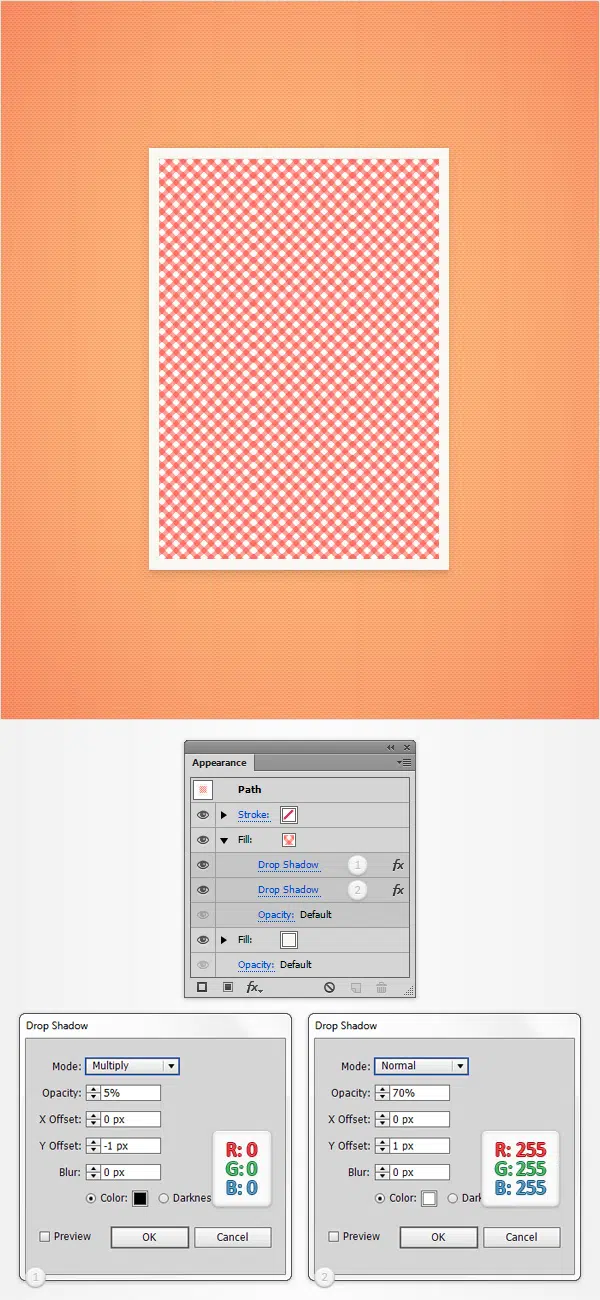 Appearance
Path
Stroke:
Fill:
Drop Shadow 1 fx
Drop Shadow 2 fx
Opacity: Default
Fill:
Opacity: Default
fx
Drop Shadow
Mode: Multiply
Opacity: 5%
X Offset: 0 px
Y Offset: -1 px
Blur: 0 px
Color: Darknes
R: 0
G: 0
B: 0
Preview OK Cancel
1
Drop Shadow
Mode: Normal
Opacity: 70%
X Offset: 0 px
Y Offset: 1 px
Blur: 0 px
Color: Dark
R: 255
G: 255
B: 255
Preview OK Cancel
2